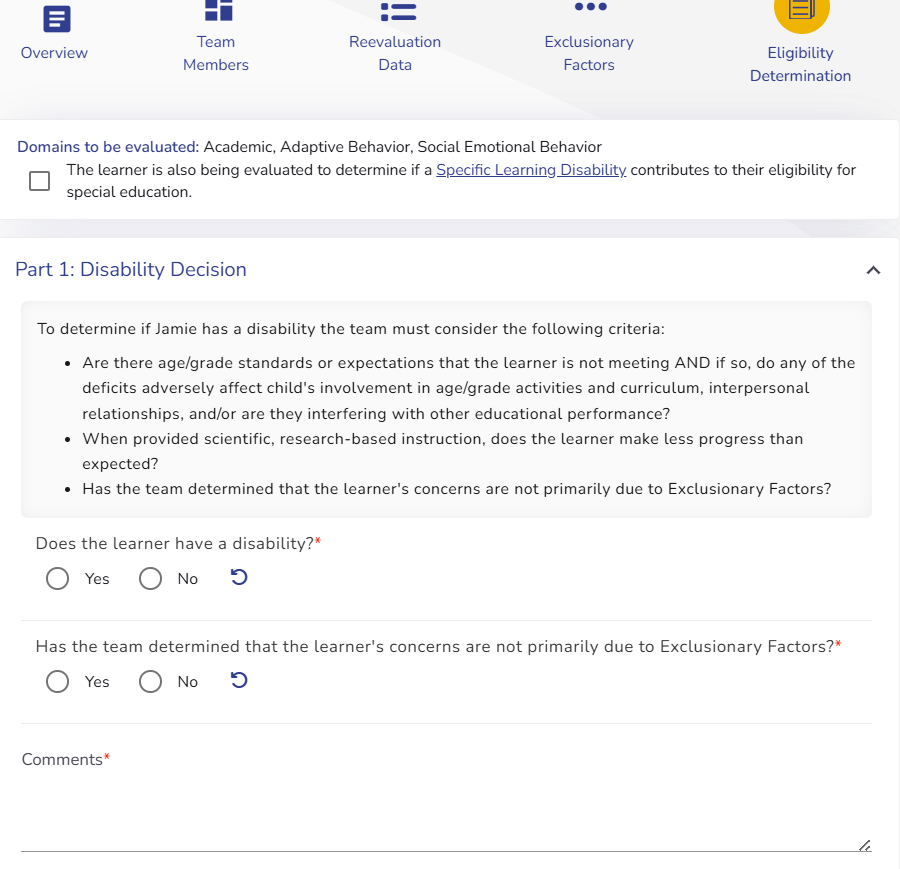 Overview
Team
Members
Reevaluation
Data
Exclusionary
Factors
Eligibility
Determination
Domains to be evaluated: Academic, Adaptive Behavior, Social Emotional Behavior
The learner is also being evaluated to determine if a Specific Learning Disability contributes to their eligibility for
special education.
Part 1: Disability Decision
To determine if Jamie has a disability the team must consider the following criteria:
• Are there age/grade standards or expectations that the learner is not meeting AND if so, do any of the
deficits adversely affect child's involvement in age/grade activities and curriculum, interpersonal
relationships, and/or are they interfering with other educational performance?
• When provided scientific, research-based instruction, does the learner make less progress than
expected?
• Has the team determined that the learner's concerns are not primarily due to Exclusionary Factors?
Does the learner have a disability?*
Yes No
Has the team determined that the learner's concerns are not primarily due to Exclusionary Factors?*
Yes No
Comments*